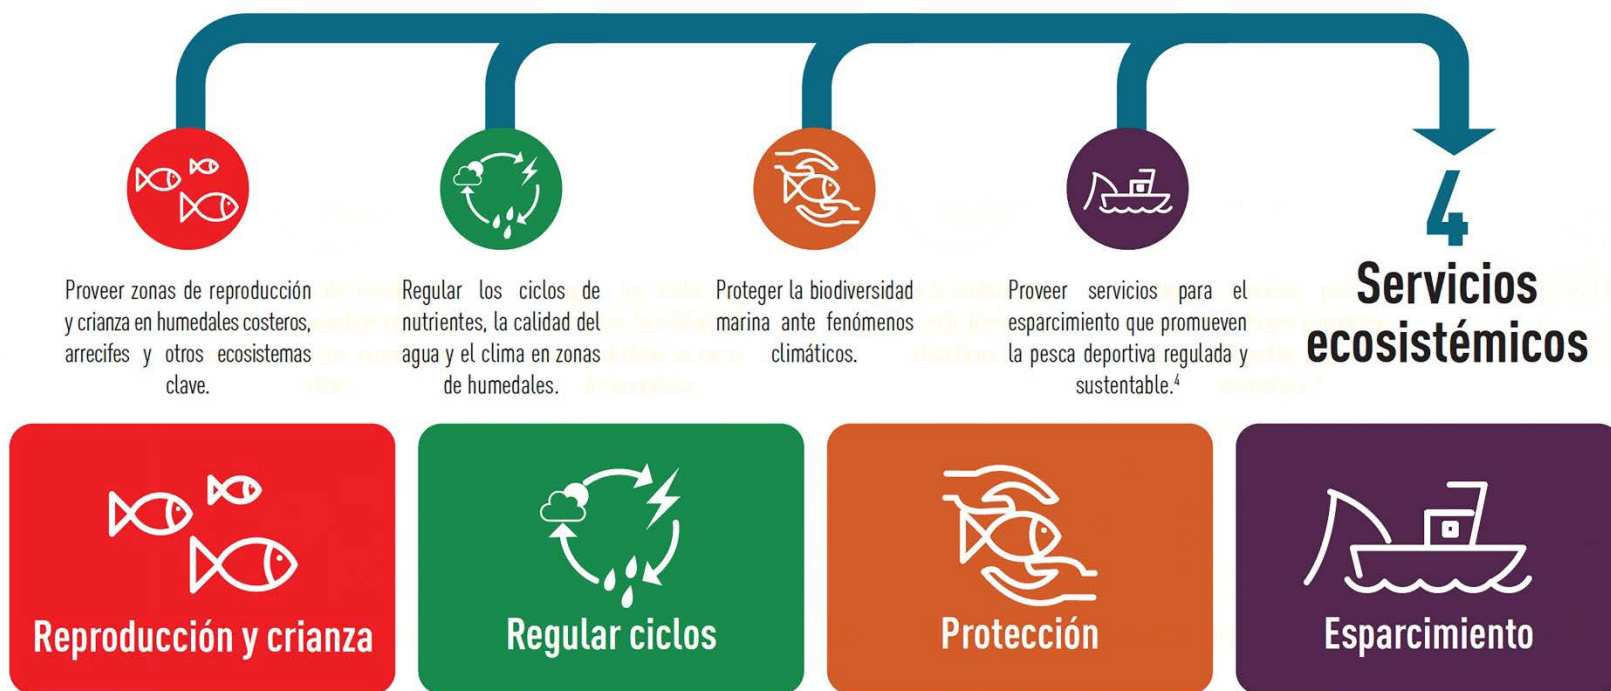 Proveer zonas de reproducción
y crianza en humedales costeros,
arrecifes y otros ecosistemas
clave.
Regular los ciclos de
nutrientes, la calidad del
agua y el clima en zonas
de humedales.
Proteger la biodiversidad
marina ante fenómenos
climáticos.
Proveer servicios para el
esparcimiento que promueven
la pesca deportiva regulada y
sustentable.⁴
4
Servicios
ecosistémicos
Reproducción y crianza
Regular ciclos
Protección
Esparcimiento